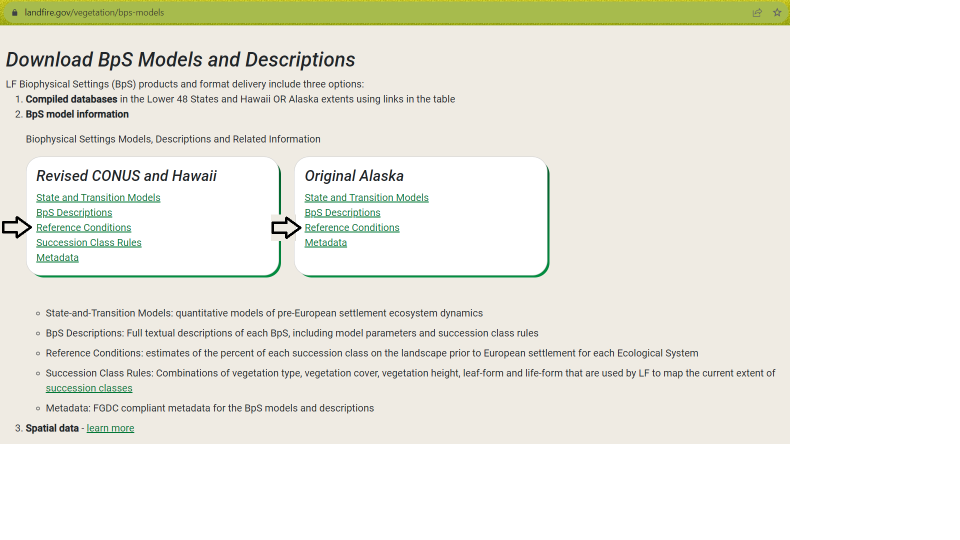 landfire.gov/vegetation/bps-models
Download BpS Models and Descriptions
LF Biophysical Settings (BpS) products and format delivery include three options:
1. Compiled databases in the Lower 48 States and Hawaii OR Alaska extents using links in the table
2. BpS model information
Biophysical Settings Models, Descriptions and Related Information
Revised CONUS and Hawaii
State and Transition Models
BpS Descriptions
Reference Conditions
Succession Class Rules
Metadata
Original Alaska
State and Transition Models
BpS Descriptions
Reference Conditions
Metadata
State-and-Transition Models: quantitative models of pre-European settlement ecosystem dynamics
BpS Descriptions: Full textual descriptions of each BpS, including model parameters and succession class rules
Reference Conditions: estimates of the percent of each succession class on the landscape prior to European settlement for each Ecological System
Succession Class Rules: Combinations of vegetation type, vegetation cover, vegetation height, leaf-form and life-form that are used by LF to map the current extent of
succession classes
Metadata: FGDC compliant metadata for the BpS models and descriptions
3. Spatial data - learn more